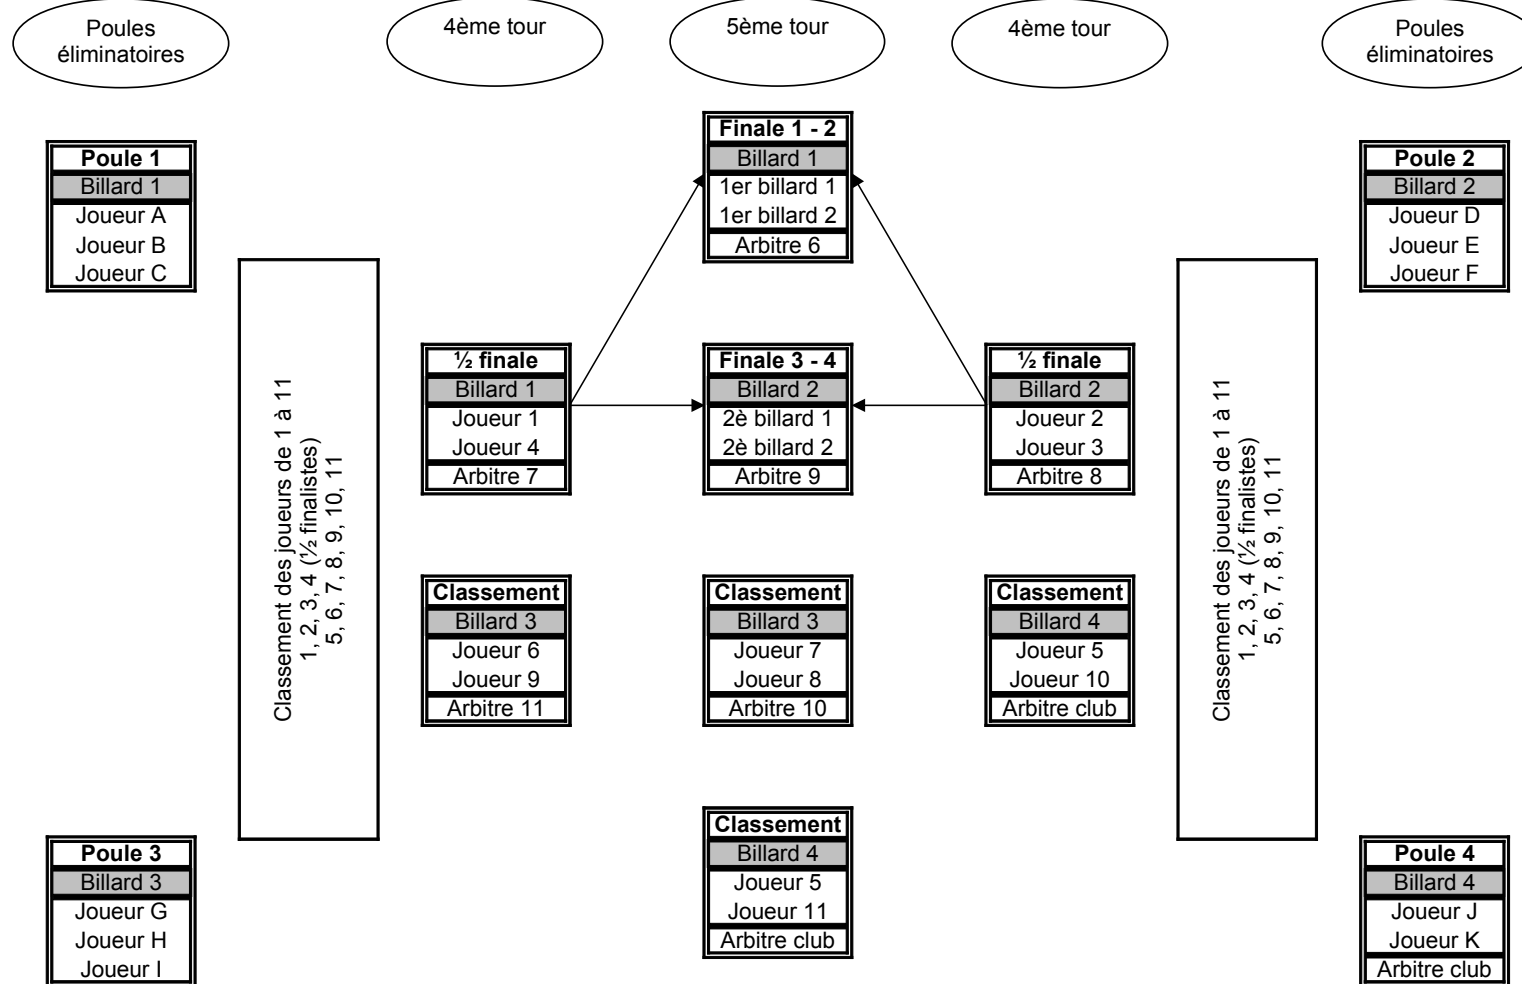 Poules
éliminatoires
4ème tour
5ème tour
4ème tour
Poules
éliminatoires
Finale 1 - 2
Billard 1
1er billard 1
1er billard 2
Arbitre 6
Poule 1
Billard 1
Joueur A
Joueur B
Joueur C
Poule 2
Billard 2
Joueur D
Joueur E
Joueur F
Classement des joueurs de 1 à 11
1, 2, 3, 4 (½ finalistes)
5, 6, 7, 8, 9, 10, 11
½ finale
Billard 1
Joueur 1
Joueur 4
Arbitre 7
Finale 3 - 4
Billard 2
2è billard 1
2è billard 2
Arbitre 9
½ finale
Billard 2
Joueur 2
Joueur 3
Arbitre 8
Classement des joueurs de 1 à 11
1, 2, 3, 4 (½ finalistes)
5, 6, 7, 8, 9, 10, 11
Classement
Billard 3
Joueur 6
Joueur 9
Arbitre 11
Classement
Billard 3
Joueur 7
Joueur 8
Arbitre 10
Classement
Billard 4
Joueur 5
Joueur 10
Arbitre club
Classement
Billard 4
Joueur 5
Joueur 11
Arbitre club
Poule 3
Billard 3
Joueur G
Joueur H
Joueur I
Poule 4
Billard 4
Joueur J
Joueur K
Arbitre club